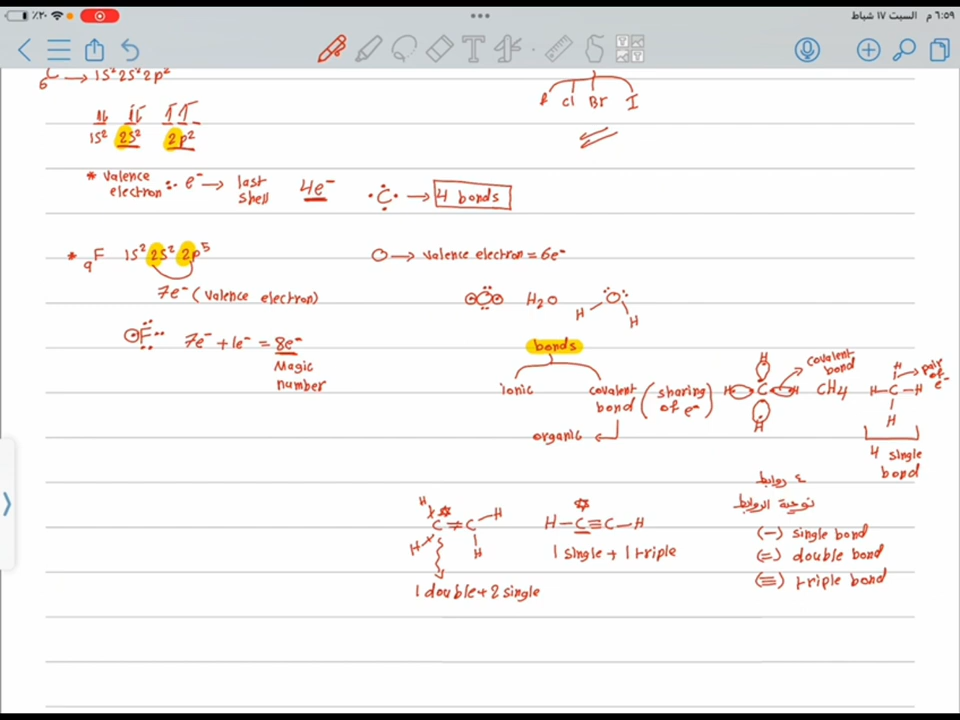 ٪٢٠
٦:٥٩ م السبت ١٧ شباط
T
₆C → 1s² 2s² 2p²
1s² 2s² 2p²
F Cl Br I
* valence electron : e⁻ → last shell 4e⁻
C → 4 bonds
* ₉F 1s² 2s² 2p⁵
7e⁻ (valence electron)
F 7e⁻ + 1e⁻ = 8e⁻
Magic
number
O → valence electron = 6e⁻
O H₂O H O H
bonds
ionic covalent bond (sharing of e⁻)
organic
H
H C H
H
covalent bond
CH4
H
H–C–H
H
pair of e⁻
4 single
bond
٤ روابط
نوعية الروابط
(–) single bond
(=) double bond
(≡) triple bond
H H
C=C
H H
1 double + 2 single
H–C≡C–H
1 single + 1 triple